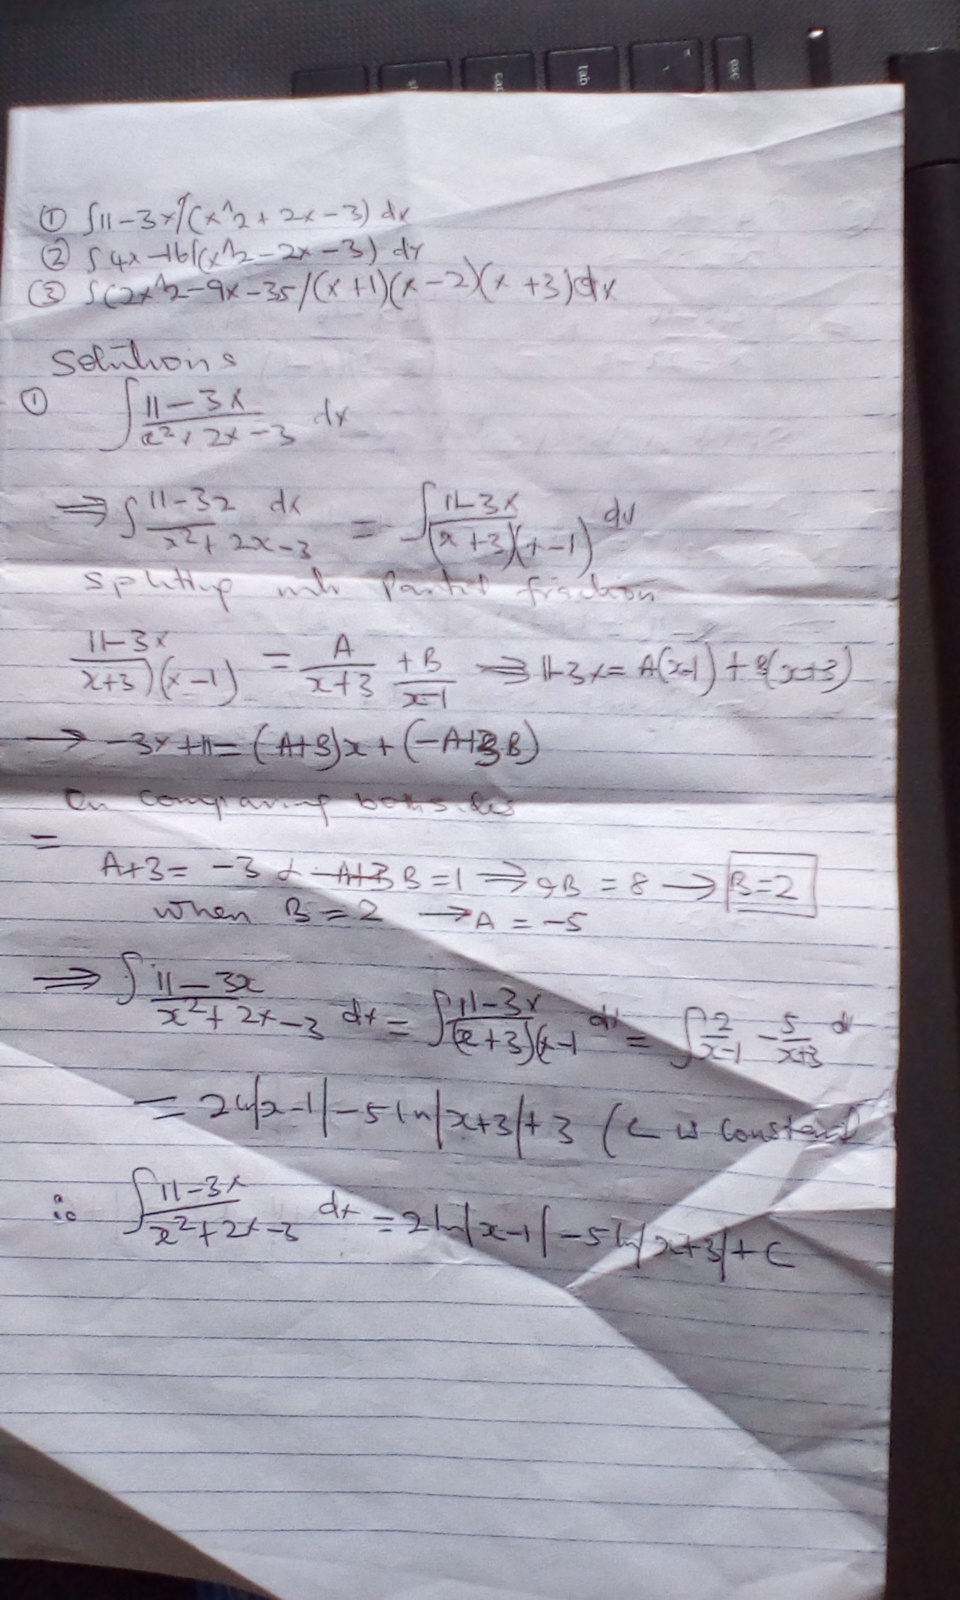 esc
tab
① ∫11-3x/(x^2+2x-3) dx
② ∫4x-16/(x^2-2x-3) dx
③ ∫(2x^2-9x-35/(x+1)(x-2)(x+3)dx
Solutions
① ∫ 11-3x / x²+2x-3 dx
⇒ ∫ 11-3x / x²+2x-3 dx = ∫ 11-3x / (x+3)(x-1) dx
Splitting into Partial fraction
11-3x / x+3)(x-1) = A / x+3 + B / x-1 ⇒ 11-3x = A(x-1) + B(x+3)
→ -3x+11 = (A+B)x + (-A+3B)
On comparing both sides
=
A+3 = -3 & -A+3B=1 ⇒ 9B = 8 → B=2
when B=2 → A = -5
⇒ ∫ 11-3x / x²+2x-3 dx = ∫ 11-3x / (x+3)(x-1 dx = ∫ 2 / x-1 - 5 / x+3 dx
= 2ln|x-1| - 5ln|x+3| + 3 (c is constant)
∴ ∫ 11-3x / x²+2x-3 dx = 2ln|x-1| - 5ln|x+3| + C